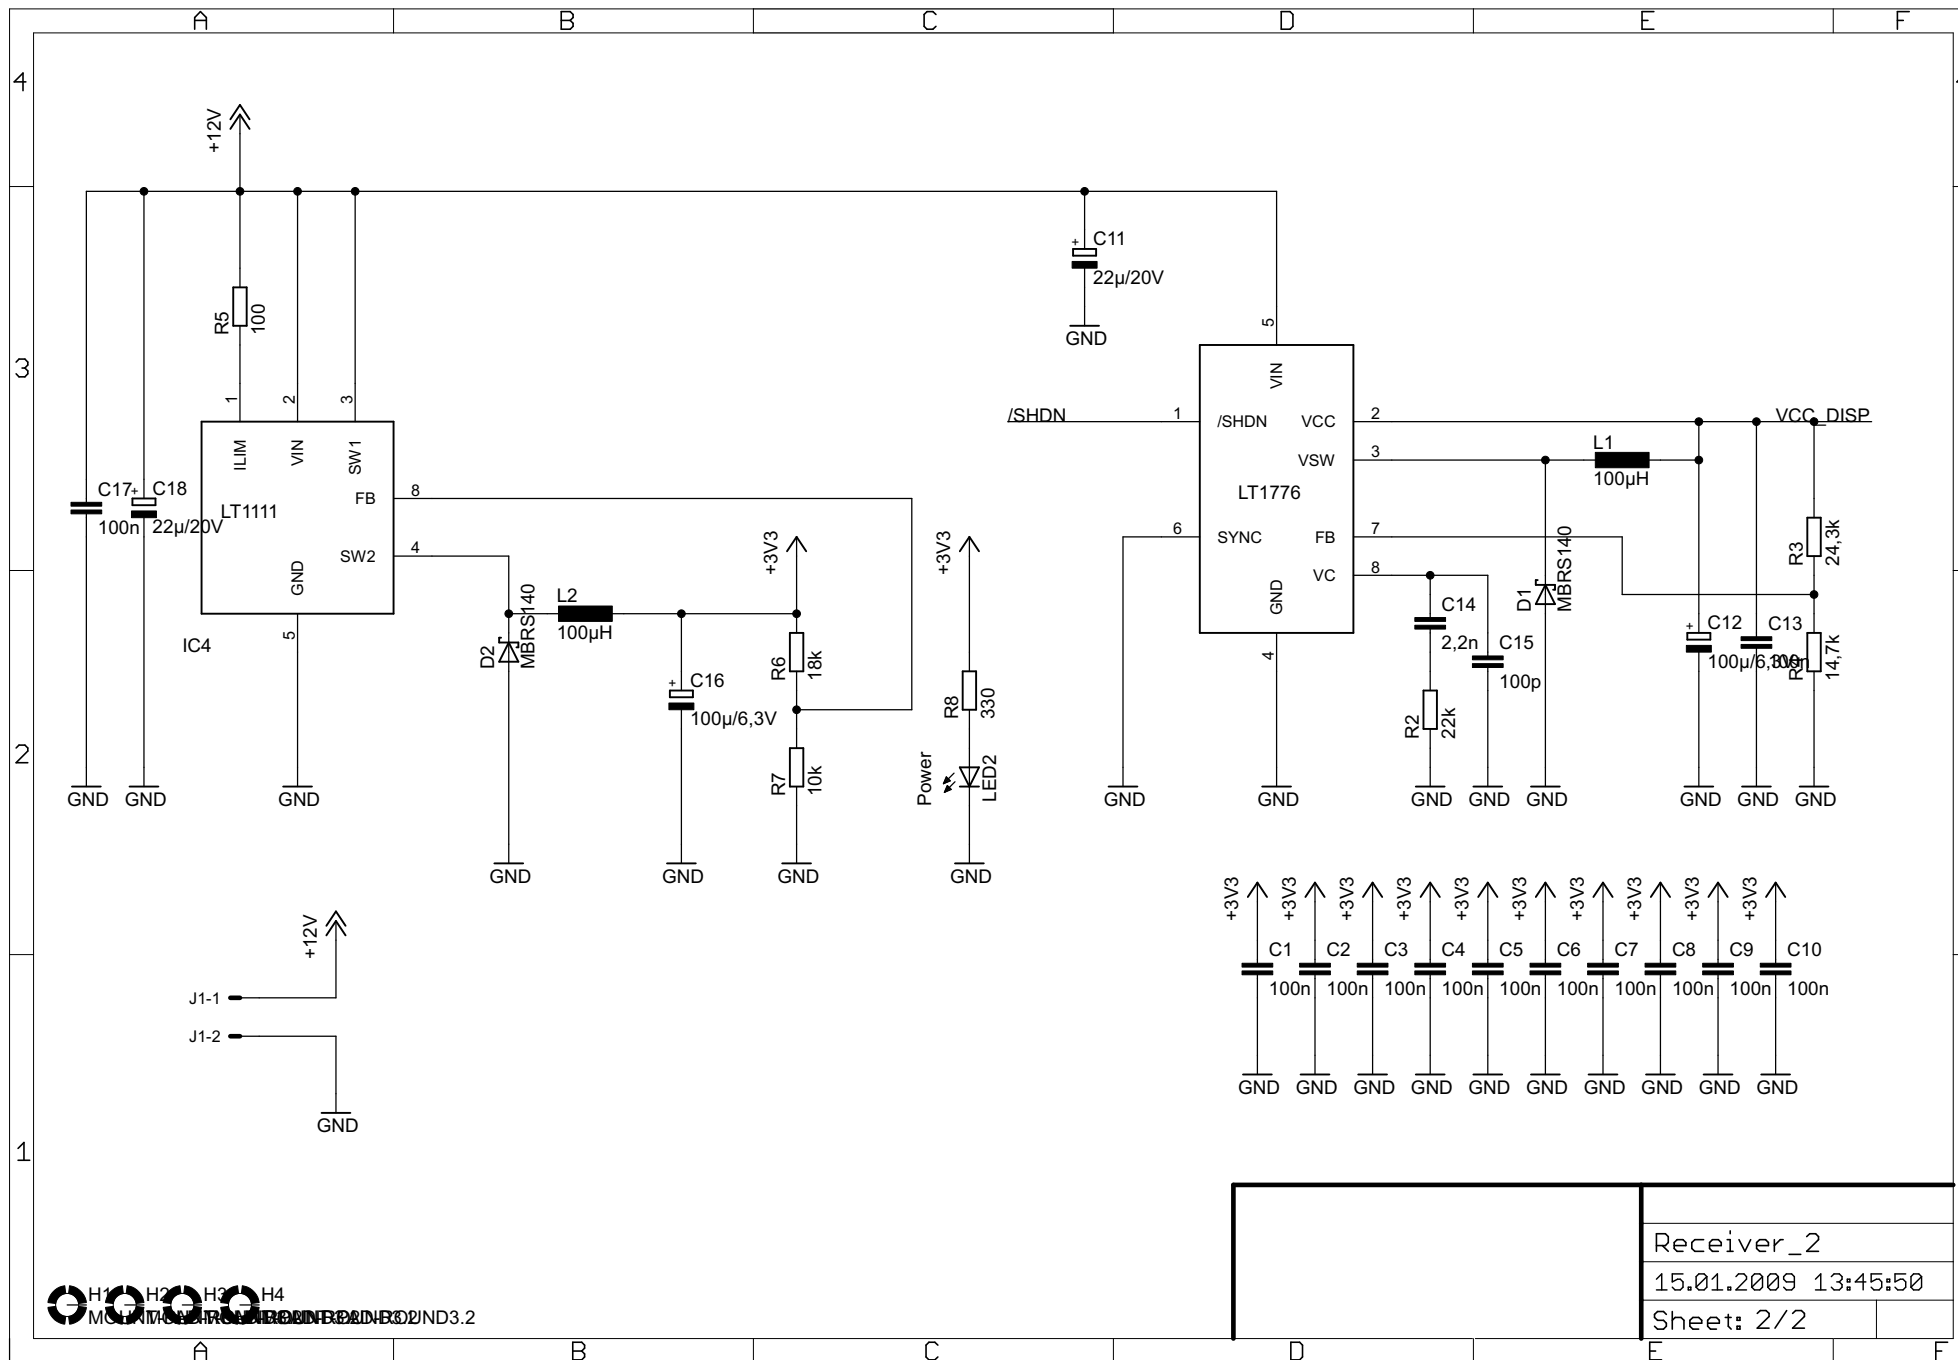 A B C D E F
4
+12V
C11
22µ/20V
GND
R5
100
3
5
VIN
1 2 3
ILIM
VIN
SW1
/SHDN
1
/SHDN
VCC
2
VCC_DISP
VSW
3
L1
100µH
LT1776
C17
100n
C18
22µ/20V
LT1111
FB
8
SW2
4
GND
5
IC4
+3V3
+3V3
6
SYNC
FB
7
VC
8
GND
4
D1
MBRS140
R3
24,3k
L2
100µH
D2
MBRS140
R6
18k
C16
100µ/6,3V
R8
330
C14
2,2n
C15
100p
R2
22k
C12
100µ/6,3V
C13
100n
14,7k
2
R7
10k
Power
LED2
GND GND GND GND GND GND GND GND GND GND GND
GND GND GND GND
+3V3 +3V3 +3V3 +3V3 +3V3 +3V3 +3V3 +3V3 +3V3 +3V3
C1 C2 C3 C4 C5 C6 C7 C8 C9 C10
100n 100n 100n 100n 100n 100n 100n 100n 100n 100n
GND GND GND GND GND GND GND GND GND GND
+12V
J1-1
J1-2
GND
1
Receiver_2
15.01.2009 13:45:50
Sheet: 2/2
H1 H2 H3 H4
A B C D E F